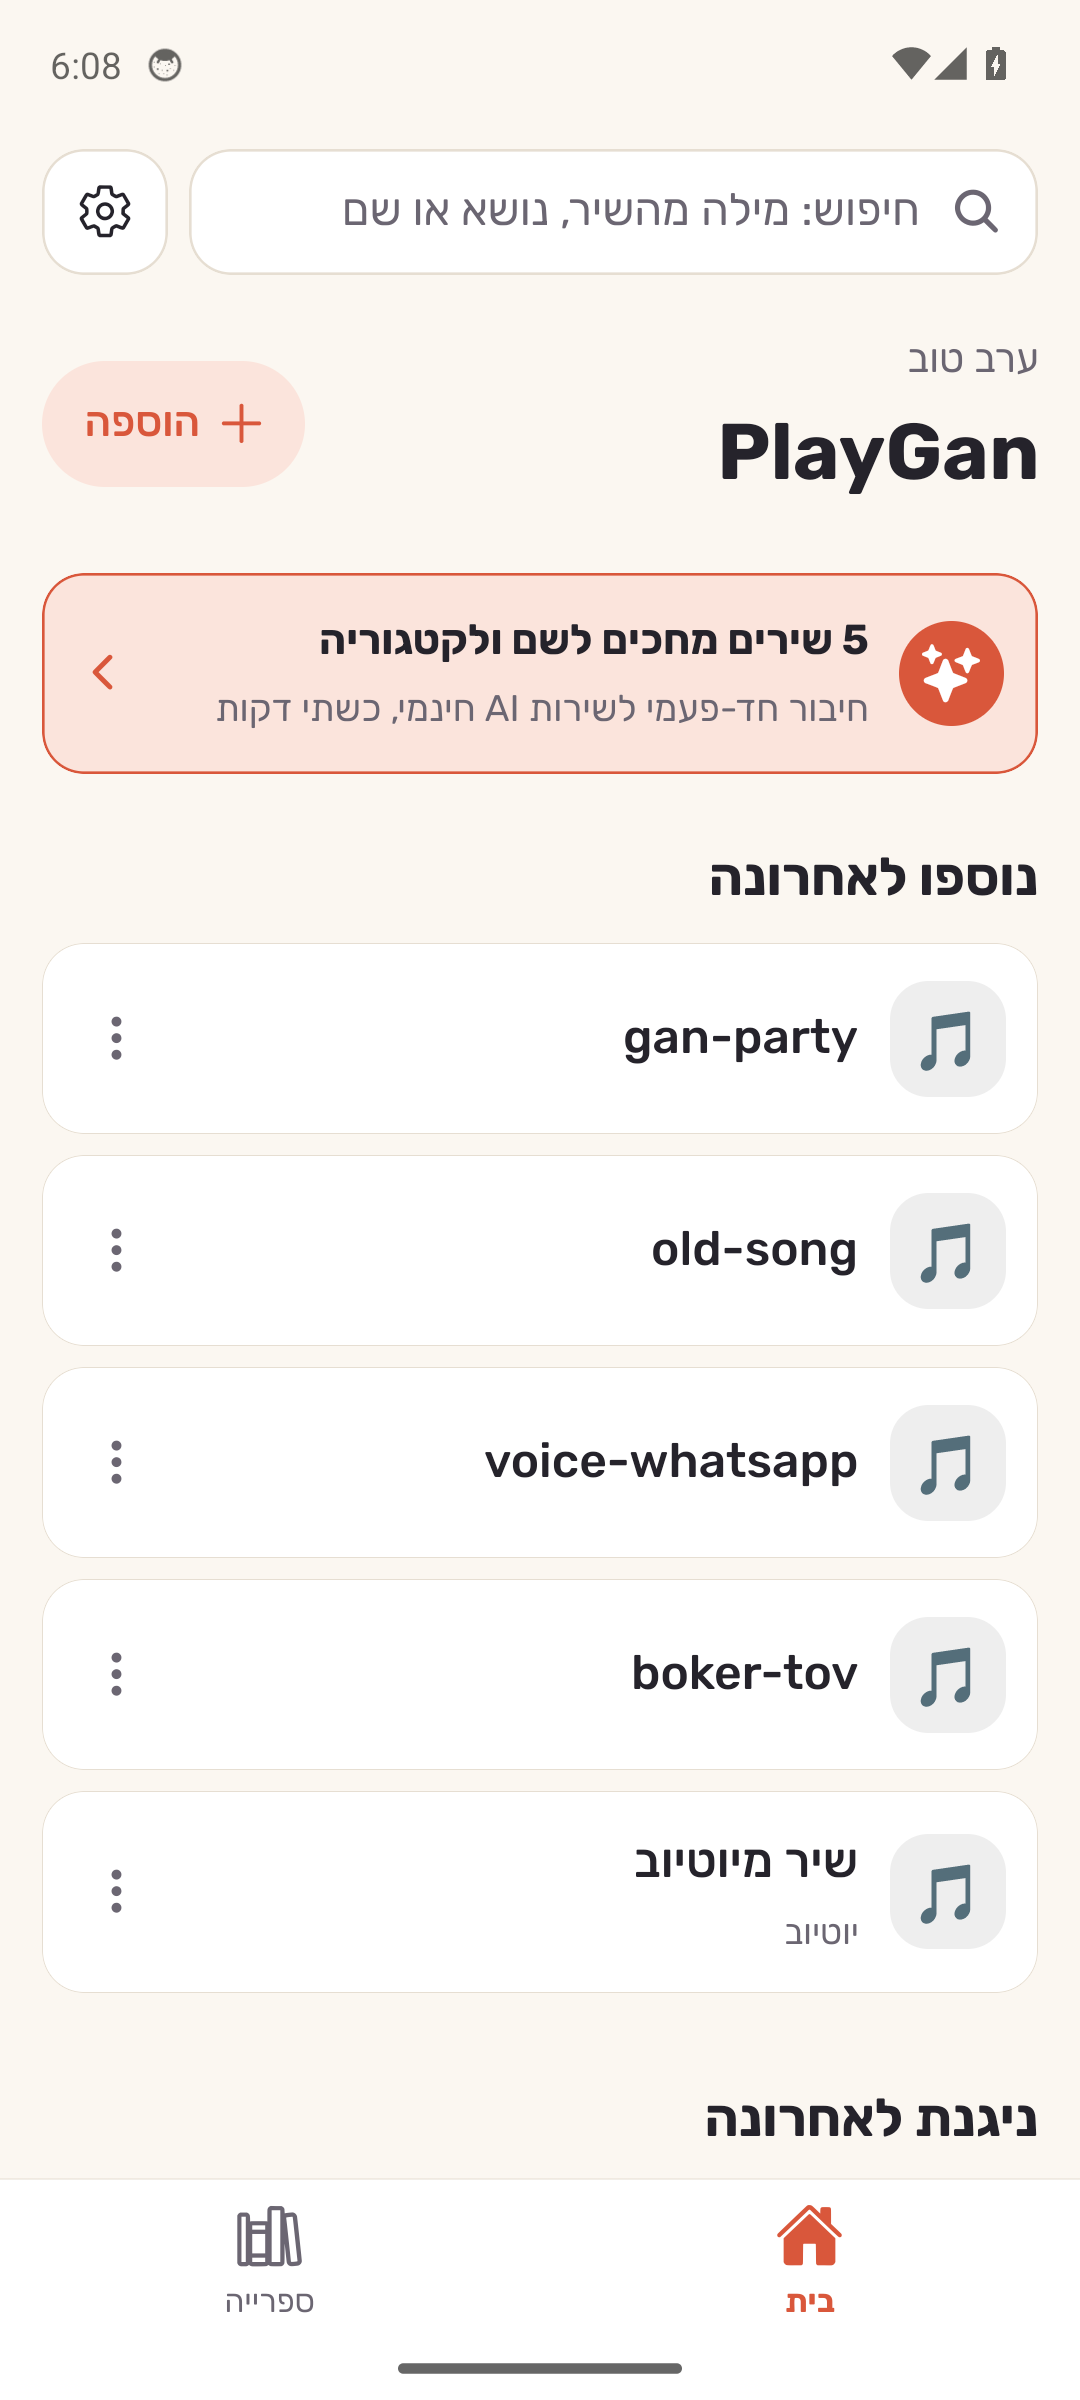 6:08
חיפוש: מילה מהשיר, נושא או שם
ערב טוב
PlayGan
הוספה
5 שירים מחכים לשם ולקטגוריה
חיבור חד-פעמי לשירות AI חינמי, כשתי דקות
נוספו לאחרונה
gan-party
old-song
voice-whatsapp
boker-tov
שיר מיוטיוב
יוטיוב
ניגנת לאחרונה
בית
ספרייה